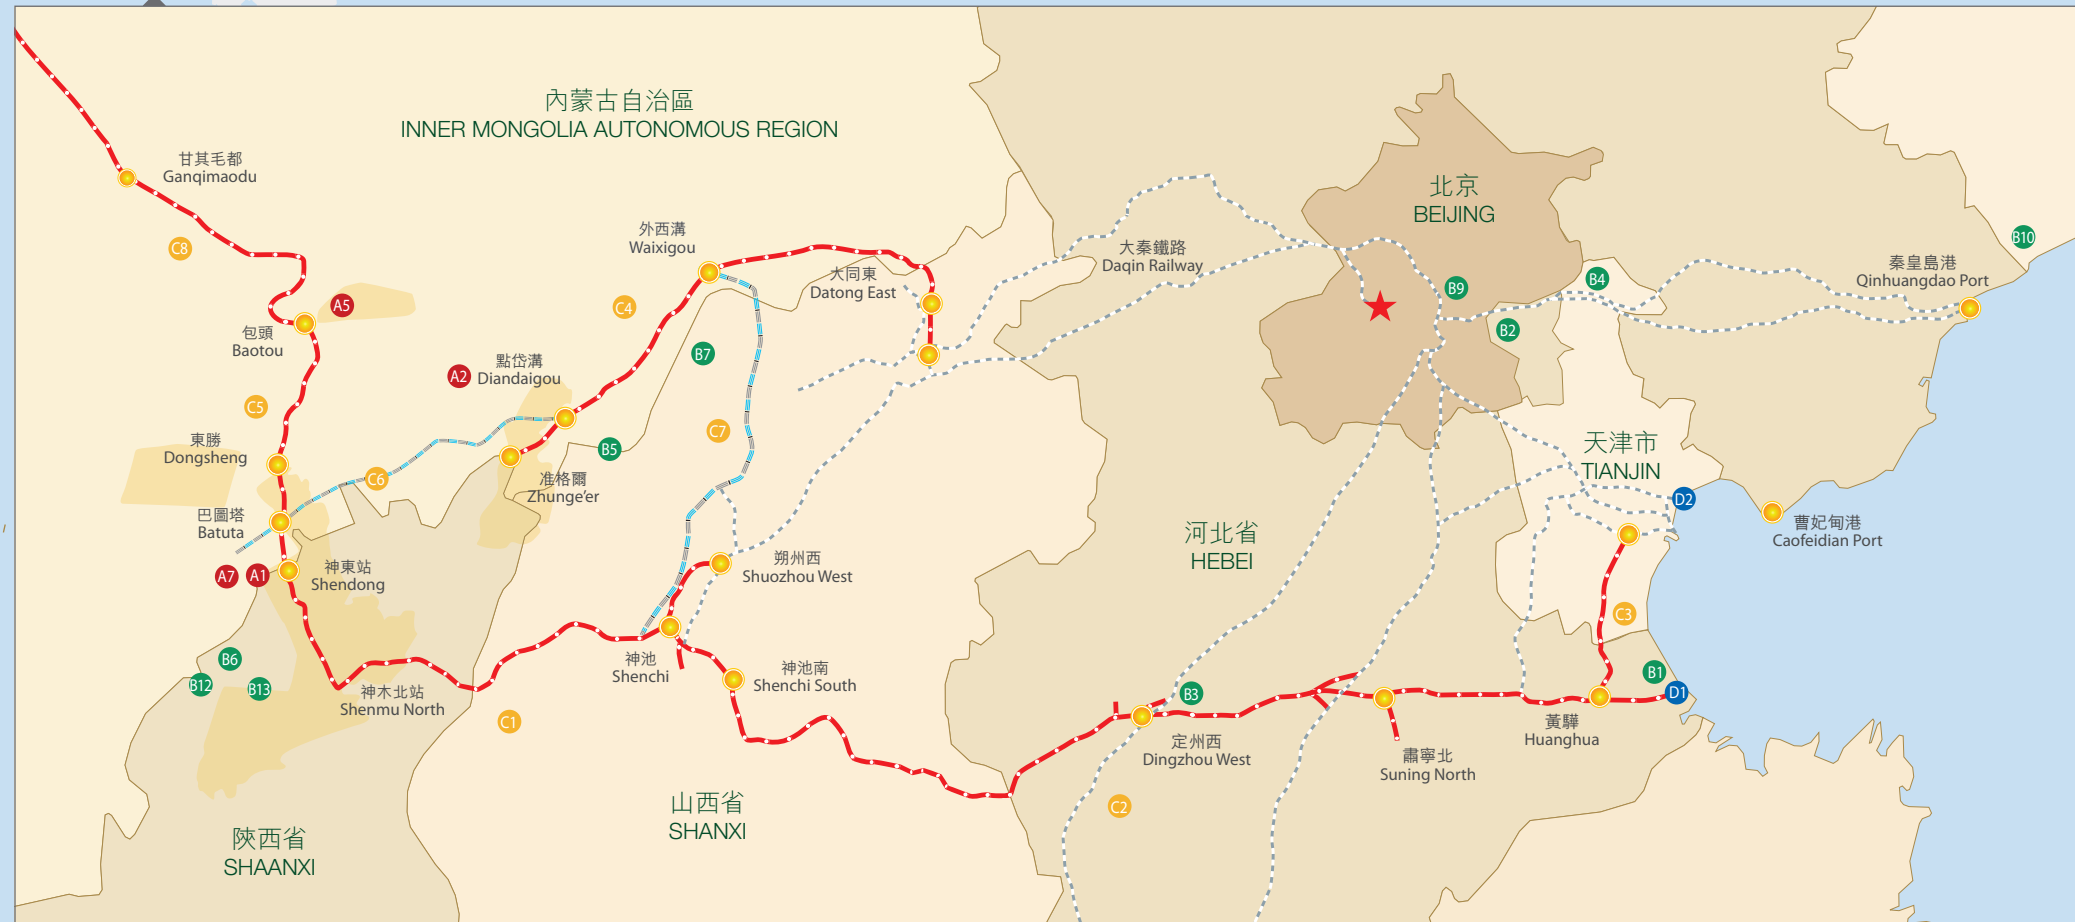 內蒙古自治區
INNER MONGOLIA AUTONOMOUS REGION
甘其毛都
Ganqimaodu
C8
A5
包頭
Baotou
C5
東勝
Dongsheng
巴圖塔
Batuta
A7
A1
神東站
Shendong
B6
B12
B13
神木北站
Shenmu North
陝西省
SHAANXI
外西溝
Waixigou
C4
A2
點岱溝
Diandaigou
C6
准格爾
Zhunge'er
B5
B7
C7
大同東
Datong East
朔州西
Shuozhou West
神池
Shenchi
神池南
Shenchi South
C1
山西省
SHANXI
大秦鐵路
Daqin Railway
北京
BEIJING
B9
B2
B4
B10
秦皇島港
Qinhuangdao Port
天津市
TIANJIN
D2
曹妃甸港
Caofeidian Port
河北省
HEBEI
C3
B1
D1
黃驊
Huanghua
肅寧北
Suning North
B3
定州西
Dingzhou West
C2